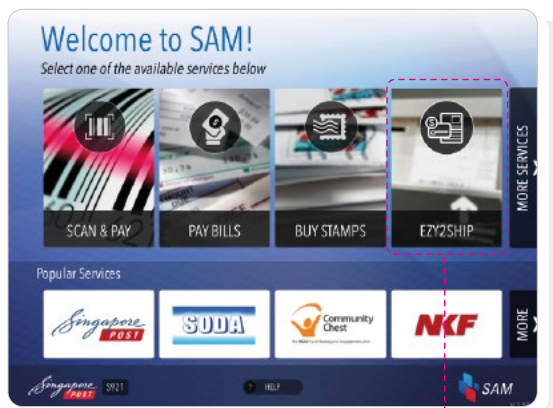 Welcome to SAM!
Select one of the available services below
SCAN & PAY
PAY BILLS
BUY STAMPS
EZY2SHIP
MORE SERVICES
Popular Services
Singapore
POST
SODA
Community
Chest
NKF
MORE
Singapore
POST
S921
? HELP
SAM